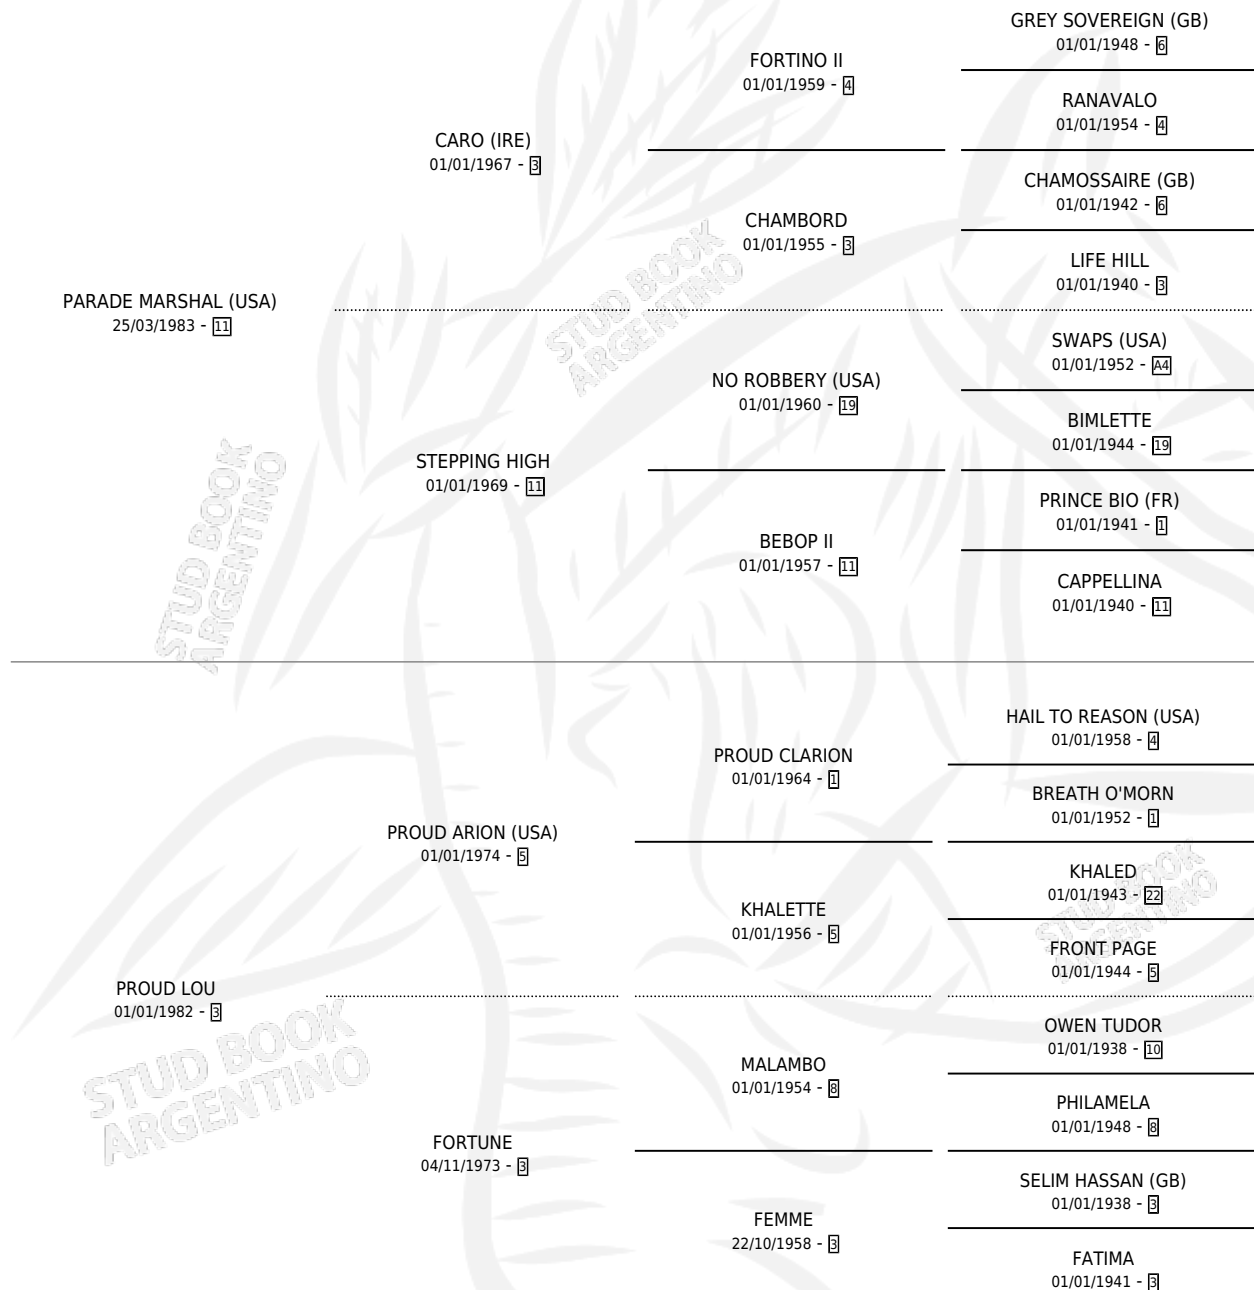 GREY SOVEREIGN (GB)
01/01/1948 - 6
FORTINO II
01/01/1959 - 4
RANAVALO
01/01/1954 - 4
CARO (IRE)
01/01/1967 - 3
CHAMOSSAIRE (GB)
01/01/1942 - 6
CHAMBORD
01/01/1955 - 3
LIFE HILL
01/01/1940 - 3
STUD BOOK
ARGENTINO
PARADE MARSHAL (USA)
25/03/1983 - 11
SWAPS (USA)
01/01/1952 - A4
NO ROBBERY (USA)
01/01/1960 - 19
BIMLETTE
01/01/1944 - 19
STEPPING HIGH
01/01/1969 - 11
PRINCE BIO (FR)
01/01/1941 - 1
BEBOP II
01/01/1957 - 11
CAPPELLINA
01/01/1940 - 11
STUD BOOK
ARGENTINO
HAIL TO REASON (USA)
01/01/1958 - 4
PROUD CLARION
01/01/1964 - 1
BREATH O'MORN
01/01/1952 - 1
PROUD ARION (USA)
01/01/1974 - 5
KHALED
01/01/1943 - 22
KHALETTE
01/01/1956 - 5
STUD BOOK
ARGENTINO
FRONT PAGE
01/01/1944 - 5
PROUD LOU
01/01/1982 - 3
OWEN TUDOR
01/01/1938 - 10
STUD BOOK
ARGENTINO
MALAMBO
01/01/1954 - 8
PHILAMELA
01/01/1948 - 8
FORTUNE
04/11/1973 - 3
SELIM HASSAN (GB)
01/01/1938 - 3
FEMME
22/10/1958 - 3
FATIMA
01/01/1941 - 3